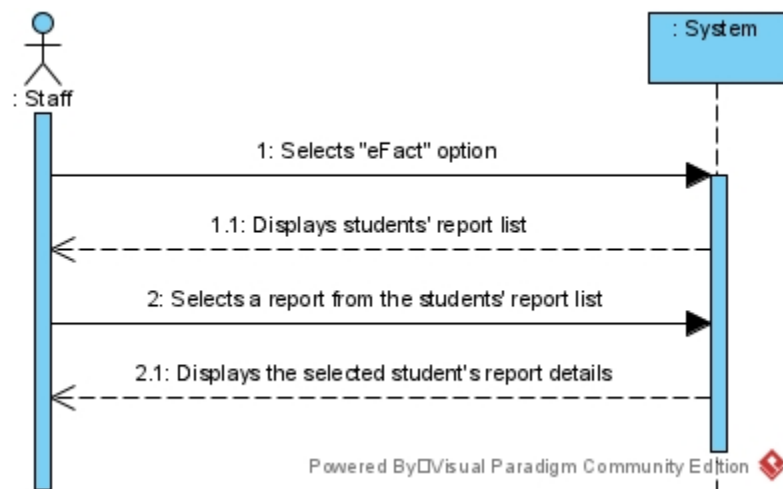 : System
: Staff
1: Selects "eFact" option
1.1: Displays students' report list
2: Selects a report from the students' report list
2.1: Displays the selected student's report details
Powered By□Visual Paradigm Community Edition